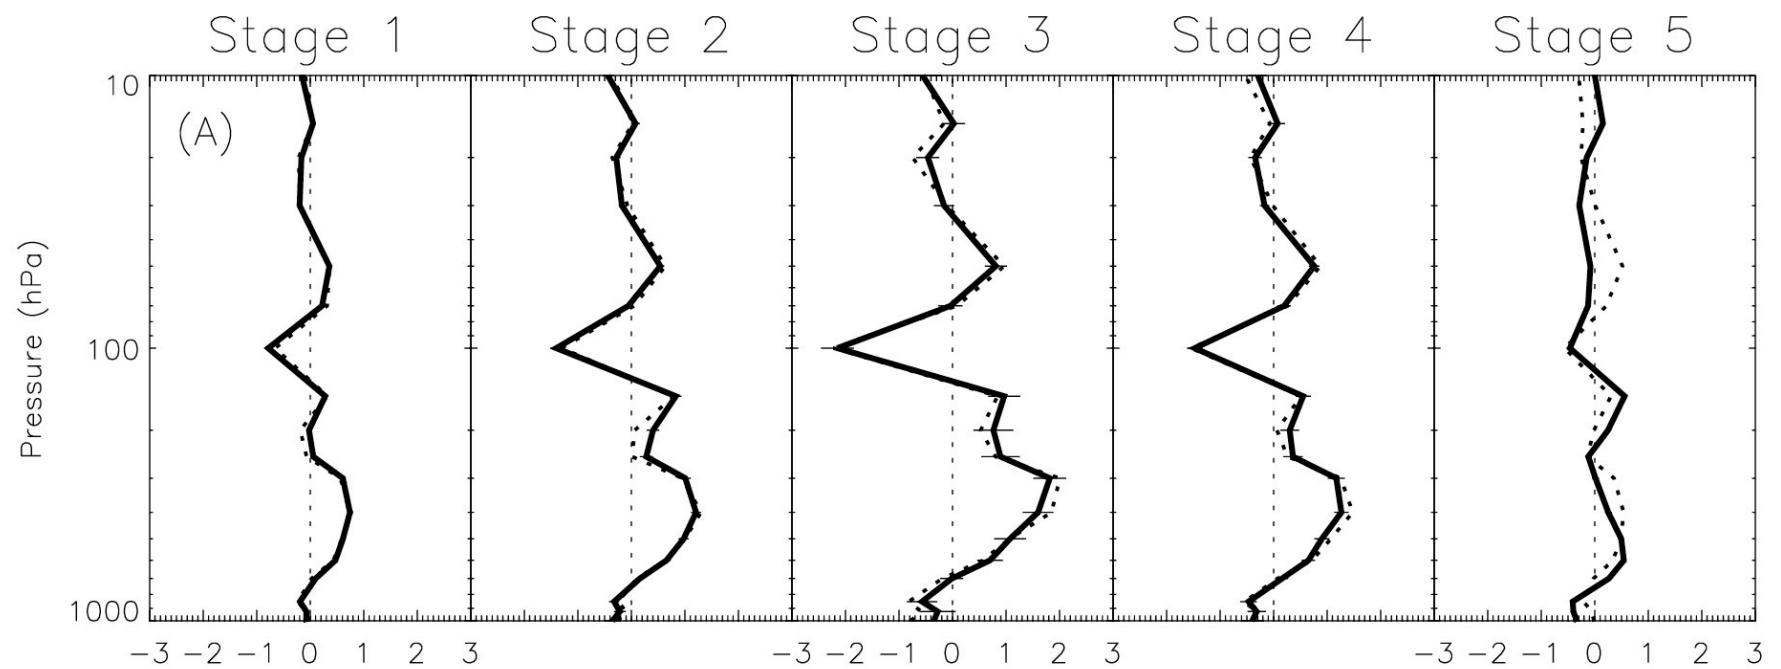 Stage 1 Stage 2 Stage 3 Stage 4 Stage 5
10
(A)
100
1000
Pressure (hPa)
−3 −2 −1 0 1 2 3 −3 −2 −1 0 1 2 3 −3 −2 −1 0 1 2 3